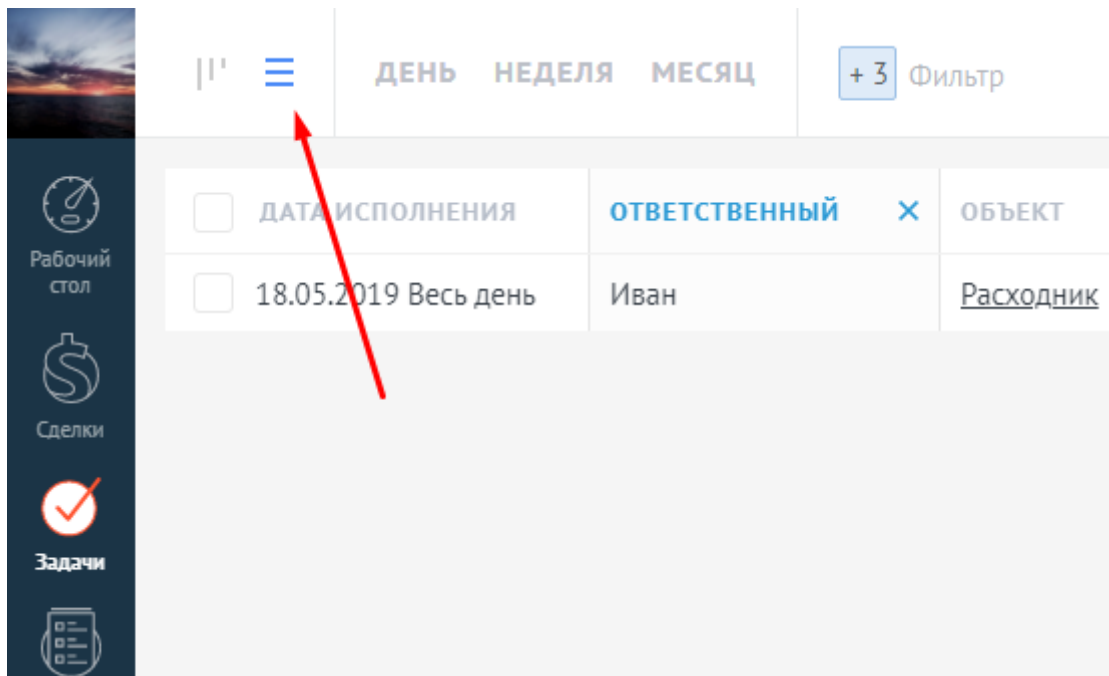 ДЕНЬ НЕДЕЛЯ МЕСЯЦ + 3 Фильтр
ДАТА ИСПОЛНЕНИЯ ОТВЕТСТВЕННЫЙ ОБЪЕКТ
18.05.2019 Весь день Иван Расходник
Рабочий
стол
Сделки
Задачи